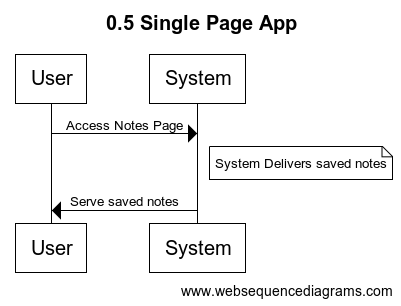 0.5 Single Page App
User
System
Access Notes Page
System Delivers saved notes
Serve saved notes
User
System
www.websequencediagrams.com